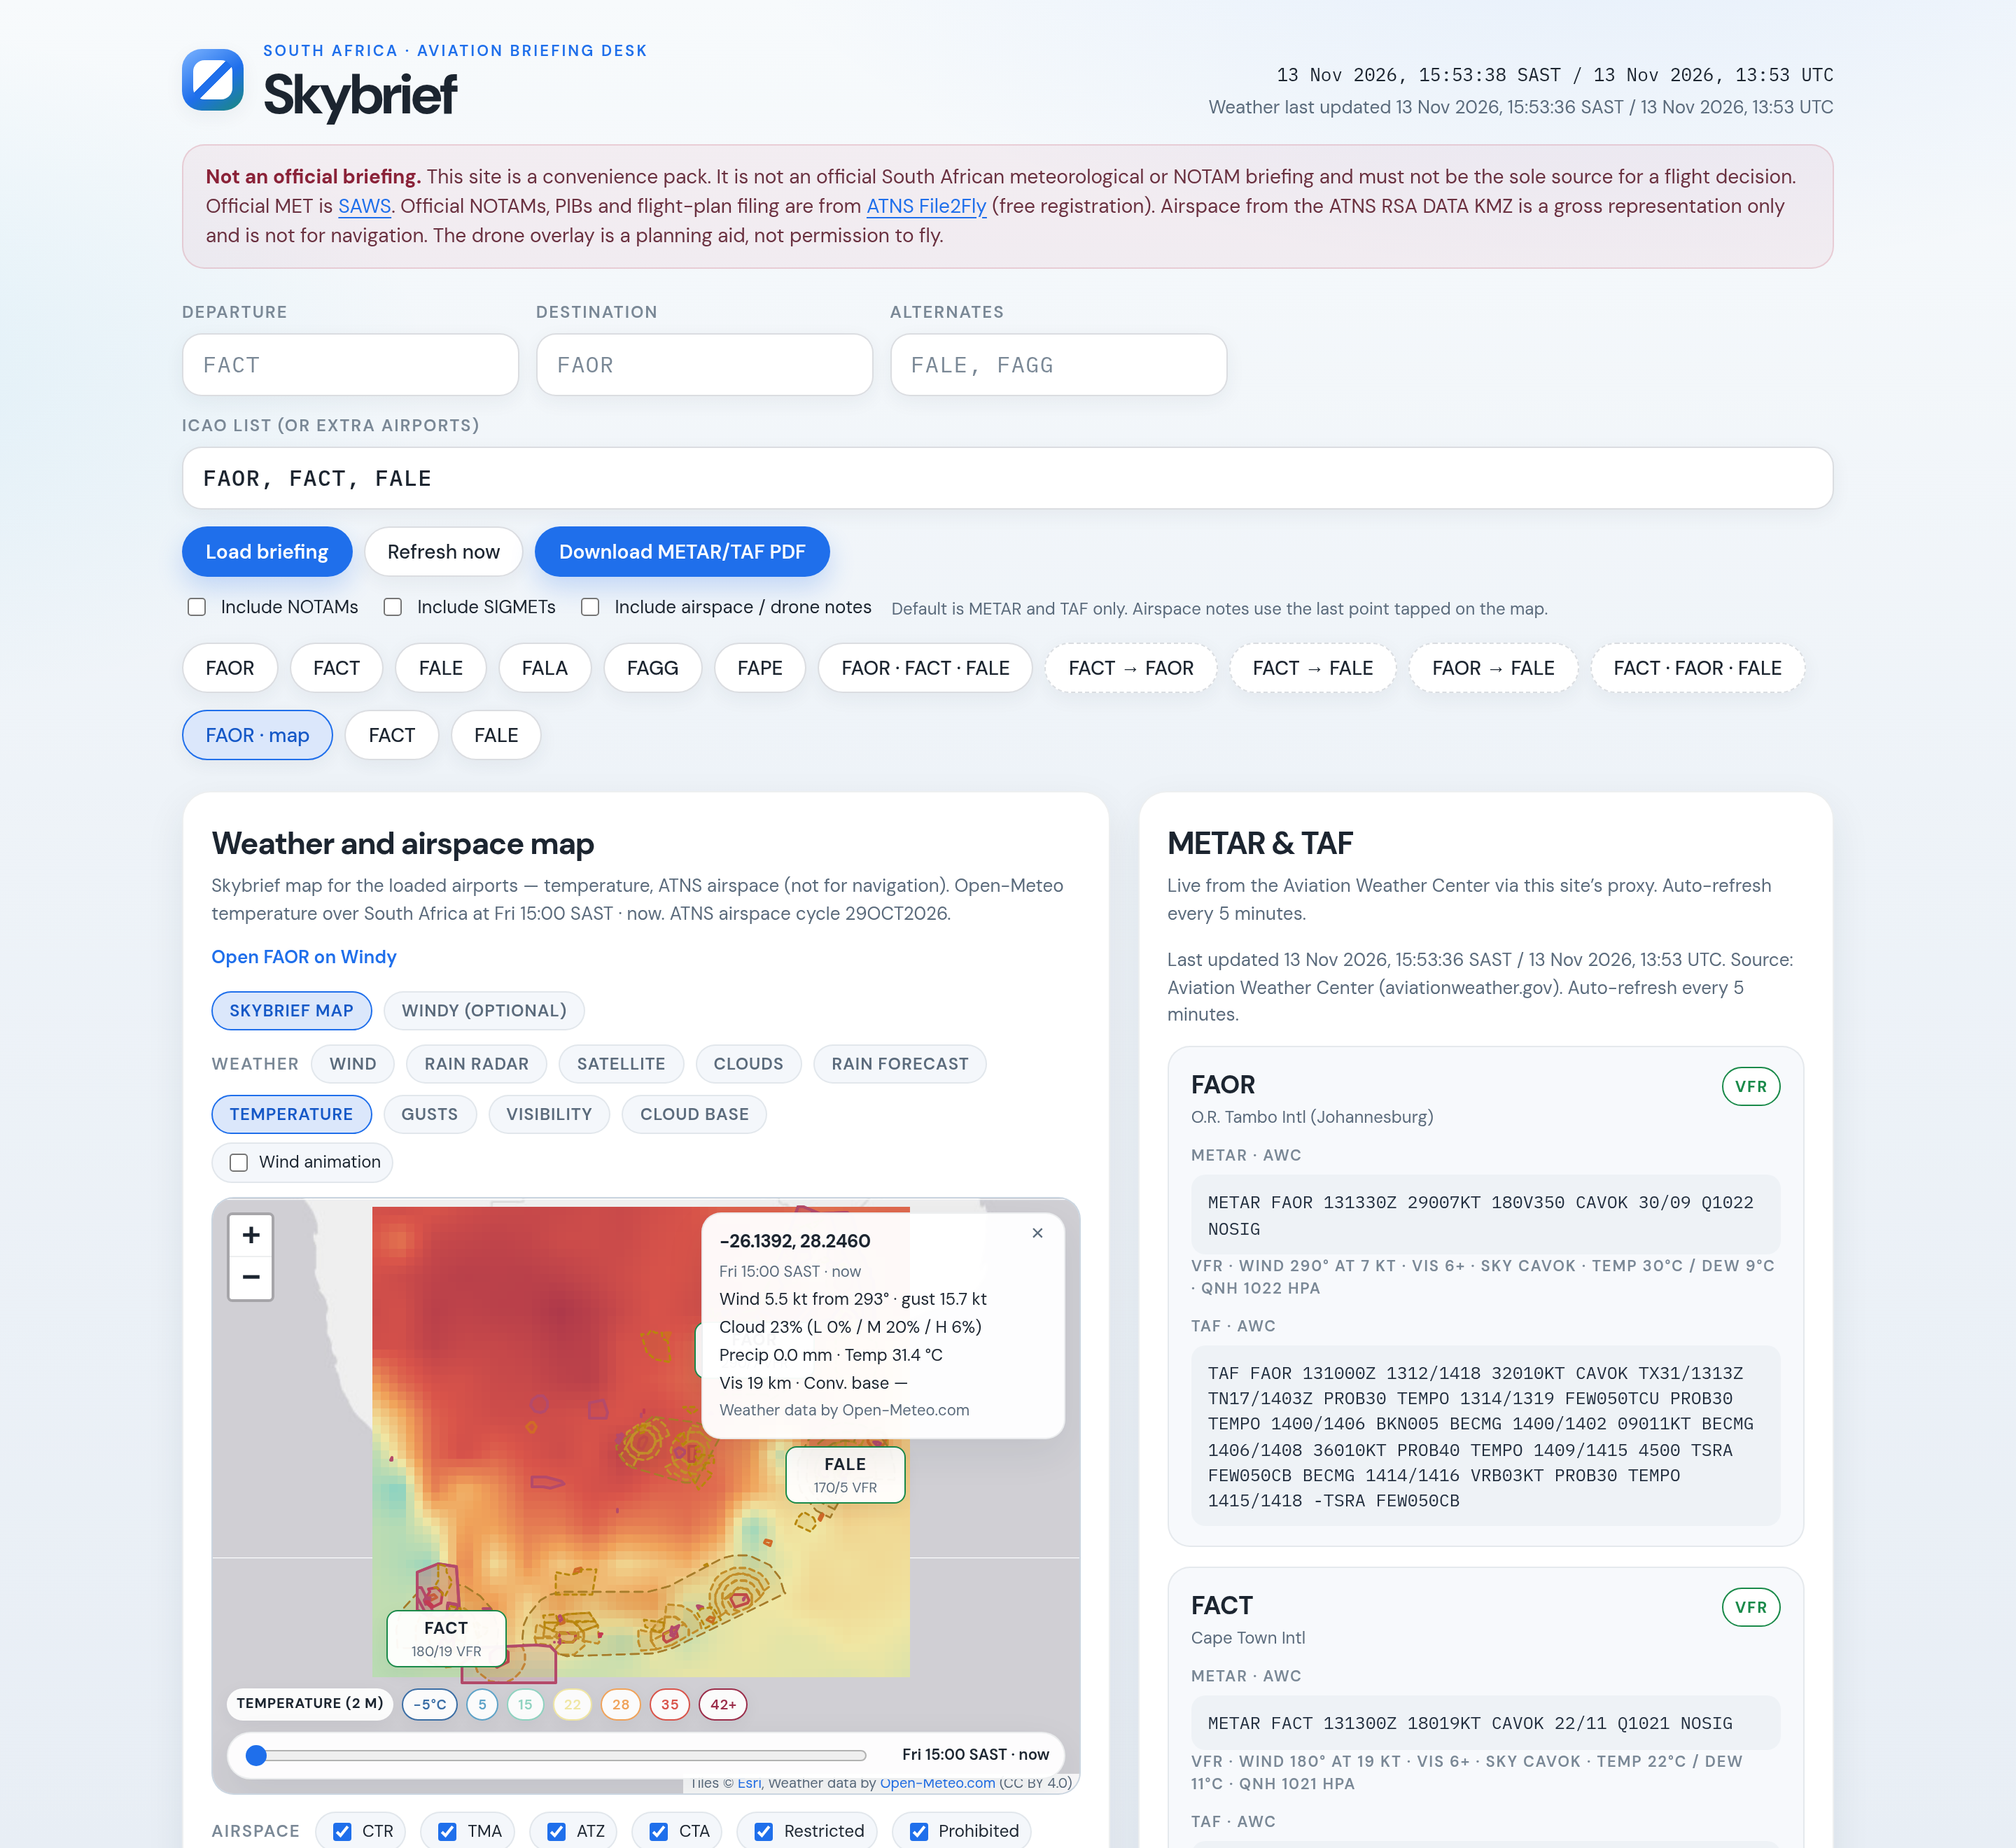 SOUTH AFRICA · AVIATION BRIEFING DESK
Skybrief
13 Nov 2026, 15:53:38 SAST / 13 Nov 2026, 13:53 UTC
Weather last updated 13 Nov 2026, 15:53:36 SAST / 13 Nov 2026, 13:53 UTC
Not an official briefing. This site is a convenience pack. It is not an official South African meteorological or NOTAM briefing and must not be the sole source for a flight decision.
Official MET is SAWS. Official NOTAMs, PIBs and flight-plan filing are from ATNS File2Fly (free registration). Airspace from the ATNS RSA DATA KMZ is a gross representation only
and is not for navigation. The drone overlay is a planning aid, not permission to fly.
DEPARTURE
FACT
DESTINATION
FAOR
ALTERNATES
FALE, FAGG
ICAO LIST (OR EXTRA AIRPORTS)
FAOR, FACT, FALE
Load briefing
Refresh now
Download METAR/TAF PDF
Include NOTAMs
Include SIGMETs
Include airspace / drone notes
Default is METAR and TAF only. Airspace notes use the last point tapped on the map.
FAOR
FACT
FALE
FALA
FAGG
FAPE
FAOR · FACT · FALE
FACT → FAOR
FACT → FALE
FAOR → FALE
FACT · FAOR · FALE
FAOR · map
FACT
FALE
Weather and airspace map
Skybrief map for the loaded airports — temperature, ATNS airspace (not for navigation). Open-Meteo
temperature over South Africa at Fri 15:00 SAST · now. ATNS airspace cycle 29OCT2026.
Open FAOR on Windy
SKYBRIEF MAP
WINDY (OPTIONAL)
WEATHER
WIND
RAIN RADAR
SATELLITE
CLOUDS
RAIN FORECAST
TEMPERATURE
GUSTS
VISIBILITY
CLOUD BASE
Wind animation
+
−
−26.1392, 28.2460
×
Fri 15:00 SAST · now
Wind 5.5 kt from 293° · gust 15.7 kt
Cloud 23% (L 0% / M 20% / H 6%)
Precip 0.0 mm · Temp 31.4 °C
Vis 19 km · Conv. base —
Weather data by Open-Meteo.com
FALE
170/5 VFR
FACT
180/19 VFR
TEMPERATURE (2 M)
−5°C
5
15
22
28
35
42+
Fri 15:00 SAST · now
Tiles © Esri, Weather data by Open-Meteo.com (CC BY 4.0)
AIRSPACE
CTR
TMA
ATZ
CTA
Restricted
Prohibited
METAR & TAF
Live from the Aviation Weather Center via this site’s proxy. Auto-refresh
every 5 minutes.
Last updated 13 Nov 2026, 15:53:36 SAST / 13 Nov 2026, 13:53 UTC. Source:
Aviation Weather Center (aviationweather.gov). Auto-refresh every 5
minutes.
FAOR
VFR
O.R. Tambo Intl (Johannesburg)
METAR · AWC
METAR FAOR 131330Z 29007KT 180V350 CAVOK 30/09 Q1022
NOSIG
VFR · WIND 290° AT 7 KT · VIS 6+ · SKY CAVOK · TEMP 30°C / DEW 9°C
· QNH 1022 HPA
TAF · AWC
TAF FAOR 131000Z 1312/1418 32010KT CAVOK TX31/1313Z
TN17/1403Z PROB30 TEMPO 1314/1319 FEW050TCU PROB30
TEMPO 1400/1406 BKN005 BECMG 1400/1402 09011KT BECMG
1406/1408 36010KT PROB40 TEMPO 1409/1415 4500 TSRA
FEW050CB BECMG 1414/1416 VRB03KT PROB30 TEMPO
1415/1418 -TSRA FEW050CB
FACT
VFR
Cape Town Intl
METAR · AWC
METAR FACT 131300Z 18019KT CAVOK 22/11 Q1021 NOSIG
VFR · WIND 180° AT 19 KT · VIS 6+ · SKY CAVOK · TEMP 22°C / DEW
11°C · QNH 1021 HPA
TAF · AWC